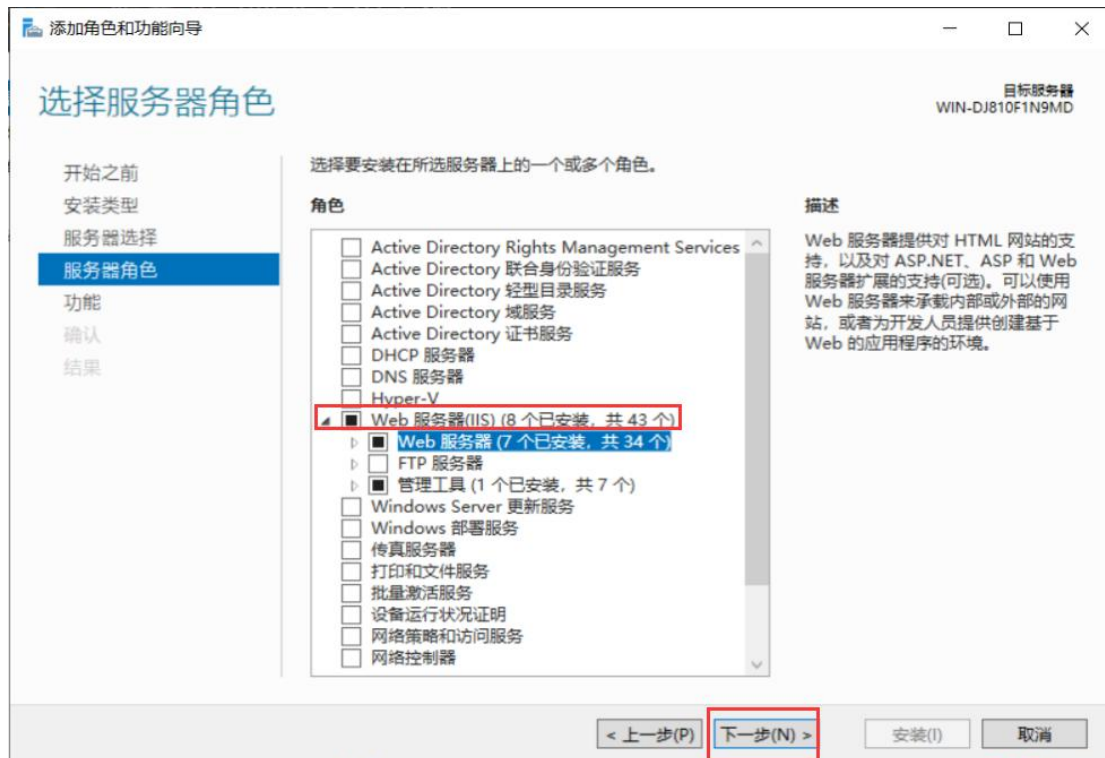 添加角色和功能向导
选择服务器角色
目标服务器
WIN-DJ810F1N9MD
开始之前
安装类型
服务器选择
服务器角色
功能
确认
结果
选择要安装在所选服务器上的一个或多个角色。
角色
Active Directory Rights Management Services
Active Directory 联合身份验证服务
Active Directory 轻型目录服务
Active Directory 域服务
Active Directory 证书服务
DHCP 服务器
DNS 服务器
Hyper-V
Web 服务器(IIS) (8 个已安装，共 43 个)
Web 服务器 (7 个已安装，共 34 个)
FTP 服务器
管理工具 (1 个已安装，共 7 个)
Windows Server 更新服务
Windows 部署服务
传真服务器
打印和文件服务
批量激活服务
设备运行状况证明
网络策略和访问服务
网络控制器
描述
Web 服务器提供对 HTML 网站的支
持，以及对 ASP.NET、ASP 和 Web
服务器扩展的支持(可选)。可以使用
Web 服务器来承载内部或外部的网
站，或者为开发人员提供创建基于
Web 的应用程序的环境。
< 上一步(P)
下一步(N) >
安装(I)
取消